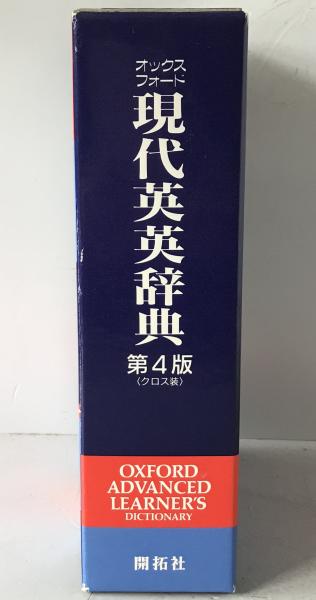 オックス
フォード
現代英英辞典
第4版
〈クロス装〉
OXFORD
ADVANCED
LEARNER'S
DICTIONARY
開拓社